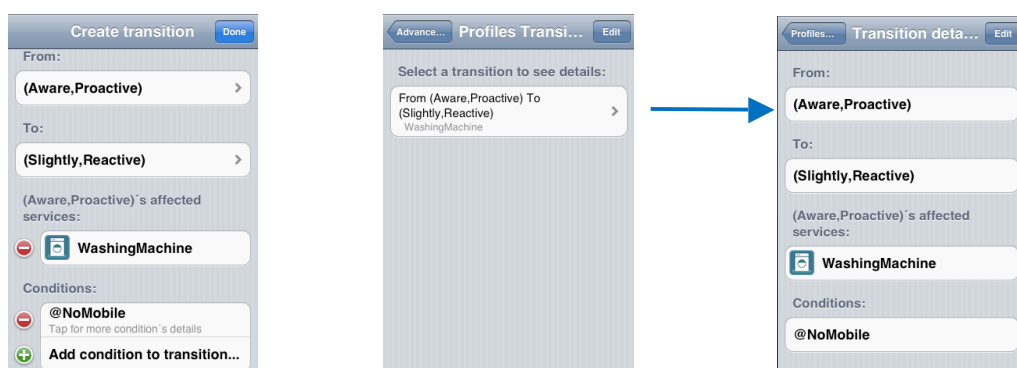 Create transition
Done
From:
(Aware,Proactive)
To:
(Slightly,Reactive)
(Aware,Proactive)´s affected
services:
WashingMachine
Conditions:
@NoMobile
Tap for more condition´s details
Add condition to transition...
Advance...
Profiles Transi...
Edit
Select a transition to see details:
From (Aware,Proactive) To
(Slightly,Reactive)
WashingMachine
Profiles...
Transition deta...
Edit
From:
(Aware,Proactive)
To:
(Slightly,Reactive)
(Aware,Proactive)´s affected
services:
WashingMachine
Conditions:
@NoMobile